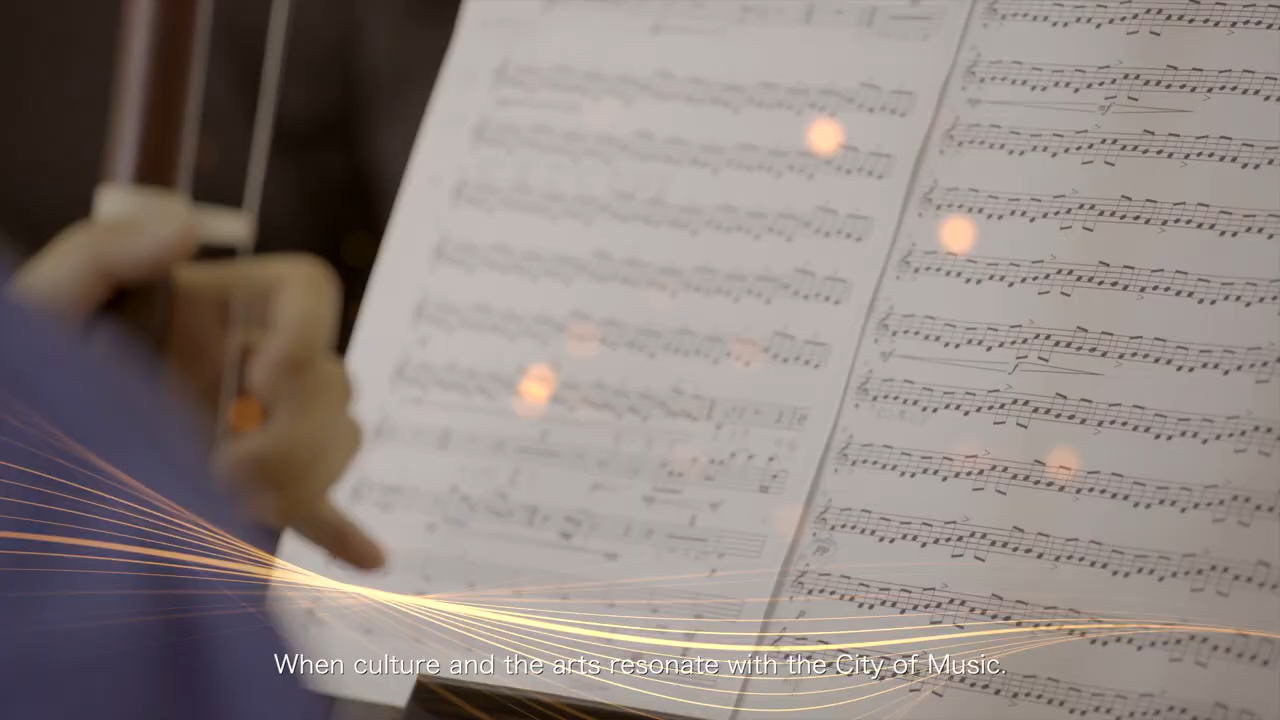 When culture and the arts resonate with the City of Music.